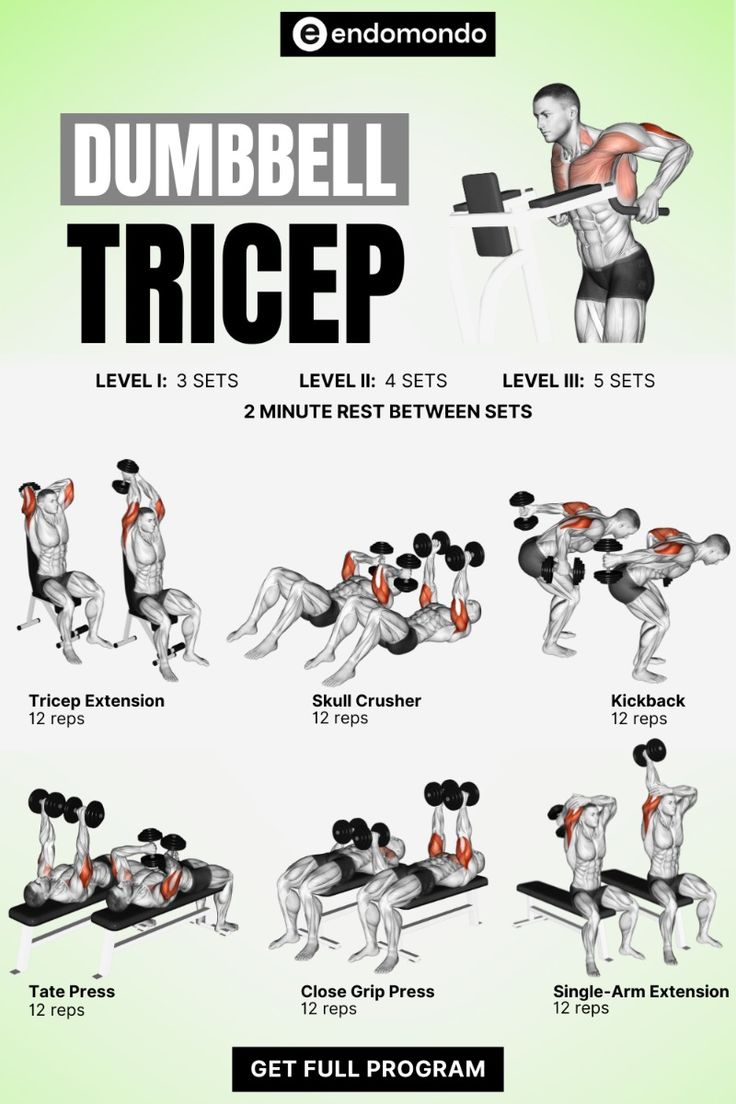 endomondo
DUMBBELL
TRICEP
LEVEL I: 3 SETS LEVEL II: 4 SETS LEVEL III: 5 SETS
2 MINUTE REST BETWEEN SETS
Tricep Extension
12 reps
Skull Crusher
12 reps
Kickback
12 reps
Tate Press
12 reps
Close Grip Press
12 reps
Single-Arm Extension
12 reps
GET FULL PROGRAM